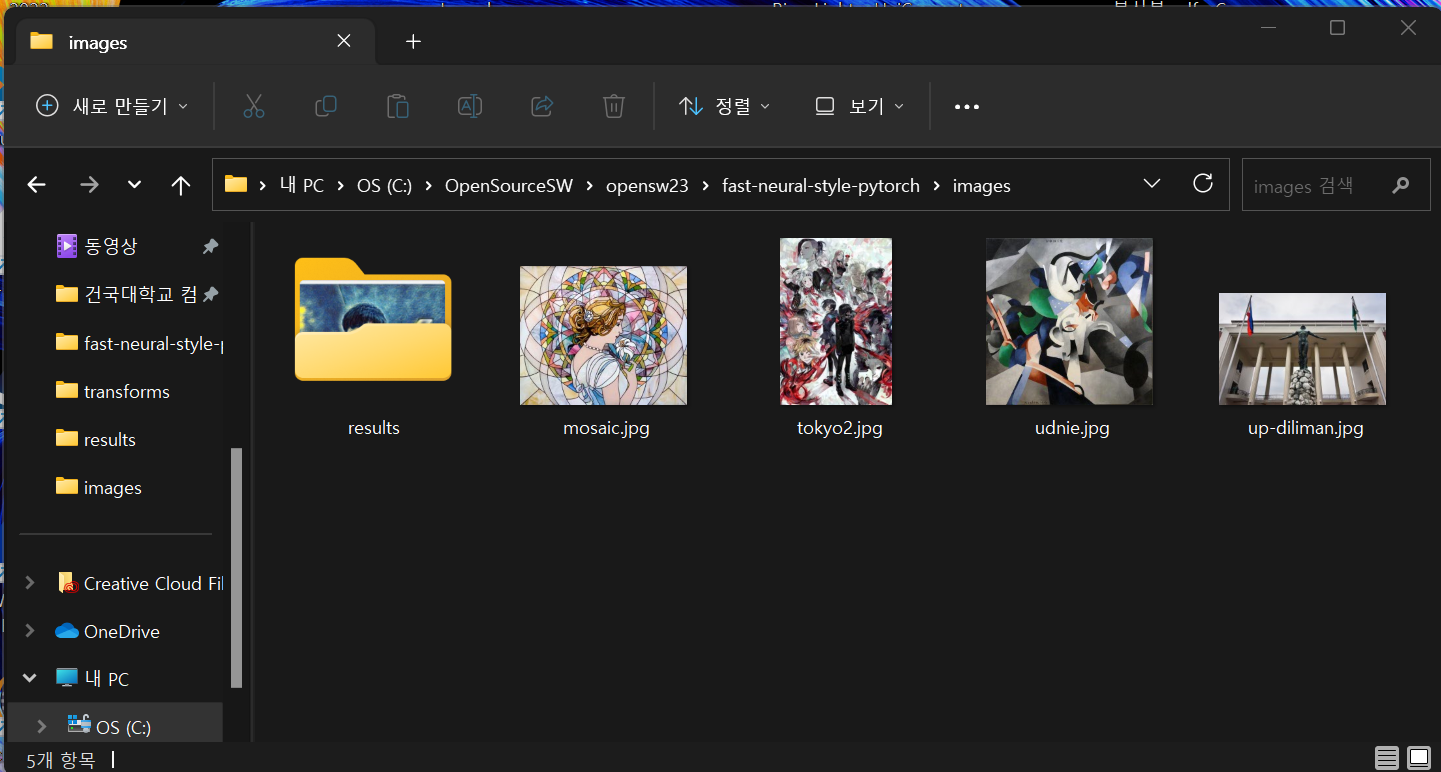 images
새로 만들기
정렬
보기
내 PC > OS (C:) > OpenSourceSW > opensw23 > fast-neural-style-pytorch > images
images 검색
동영상
건국대학교 컴
fast-neural-style-
transforms
results
images
Creative Cloud Fil
OneDrive
내 PC
OS (C:)
results
mosaic.jpg
tokyo2.jpg
udnie.jpg
up-diliman.jpg
5개 항목